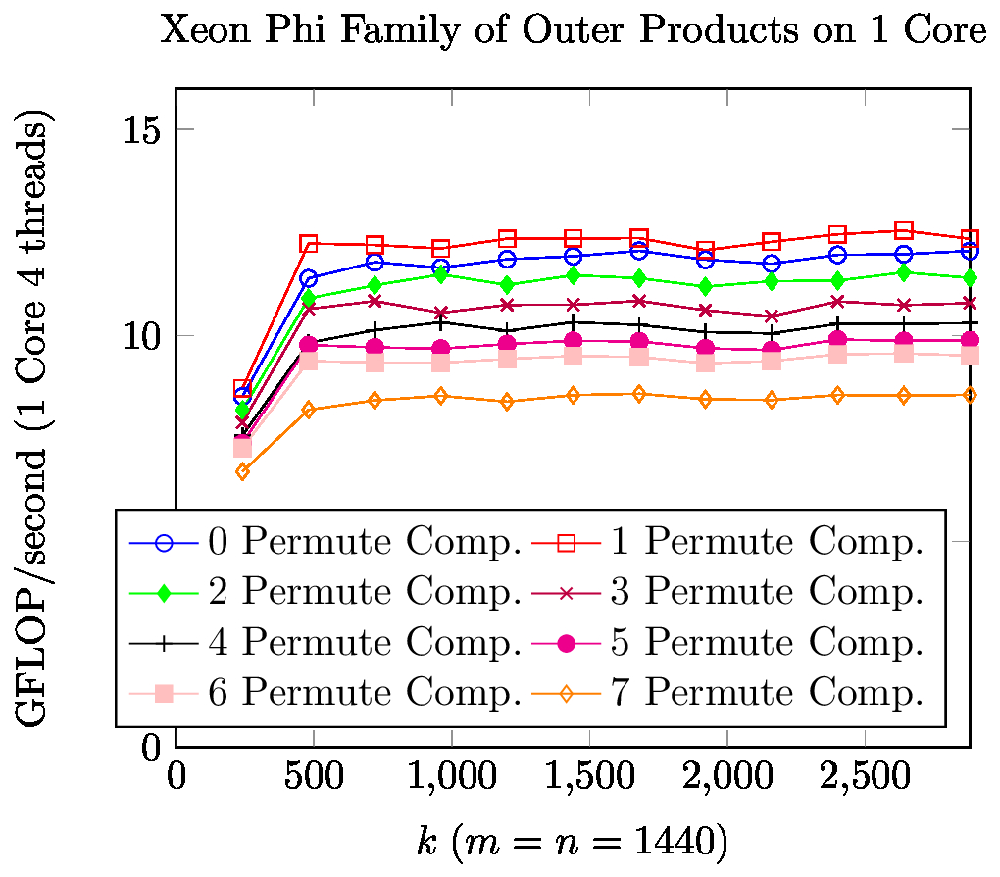 Xeon Phi Family of Outer Products on 1 Core
GFLOP/second (1 Core 4 threads)
15
10
0 Permute Comp. 1 Permute Comp.
2 Permute Comp. 3 Permute Comp.
4 Permute Comp. 5 Permute Comp.
6 Permute Comp. 7 Permute Comp.
0
0 500 1,000 1,500 2,000 2,500
k (m = n = 1440)